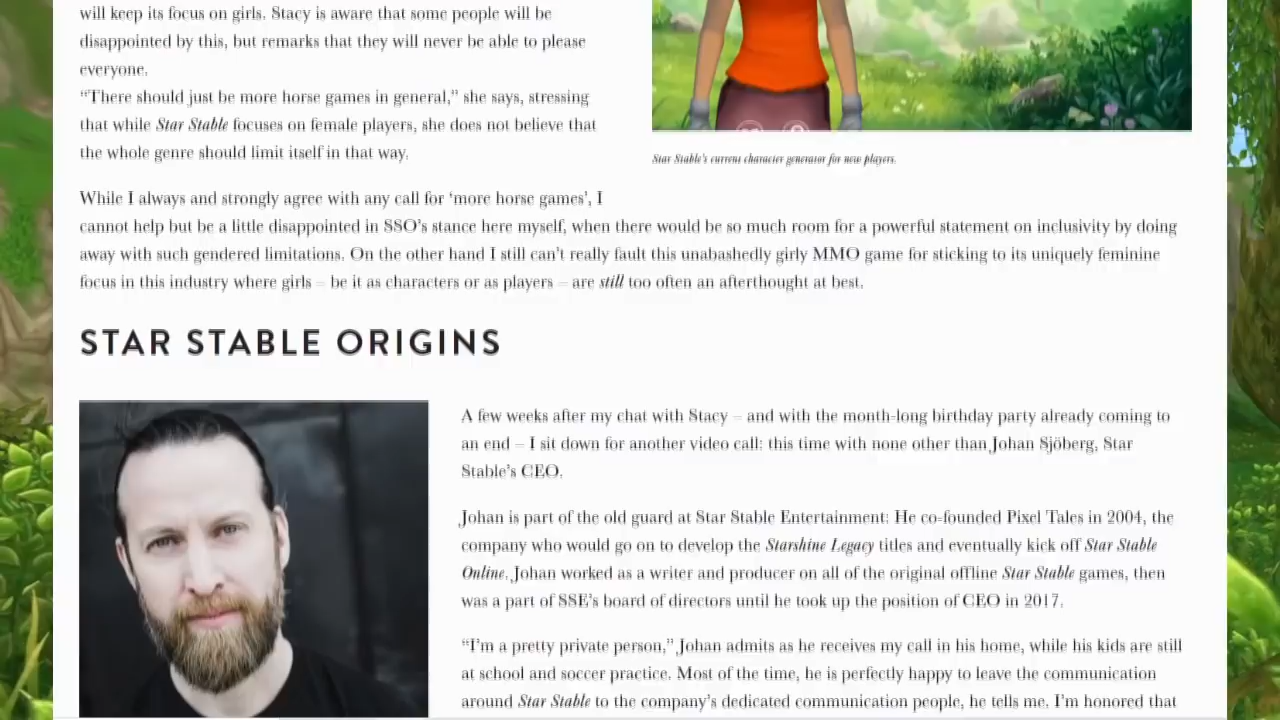 will keep its focus on girls. Stacy is aware that some people will be
disappointed by this, but remarks that they will never be able to please
everyone.
“There should just be more horse games in general,” she says, stressing
that while Star Stable focuses on female players, she does not believe that
the whole genre should limit itself in that way.
Star Stable's current character generator for new players.
While I always and strongly agree with any call for ‘more horse games’, I
cannot help but be a little disappointed in SSO’s stance here myself, when there would be so much room for a powerful statement on inclusivity by doing
away with such gendered limitations. On the other hand I still can’t really fault this unabashedly girly MMO game for sticking to its uniquely feminine
focus in this industry where girls – be it as characters or as players – are still too often an afterthought at best.
STAR STABLE ORIGINS
A few weeks after my chat with Stacy – and with the month-long birthday party already coming to
an end – I sit down for another video call: this time with none other than Johan Sjöberg, Star
Stable’s CEO.
Johan is part of the old guard at Star Stable Entertainment: He co-founded Pixel Tales in 2004, the
company who would go on to develop the Starshine Legacy titles and eventually kick off Star Stable
Online. Johan worked as a writer and producer on all of the original offline Star Stable games, then
was a part of SSE’s board of directors until he took up the position of CEO in 2017.
“I’m a pretty private person,” Johan admits as he receives my call in his home, while his kids are still
at school and soccer practice. Most of the time, he is perfectly happy to leave the communication
around Star Stable to the company’s dedicated communication people, he tells me. I’m honored that